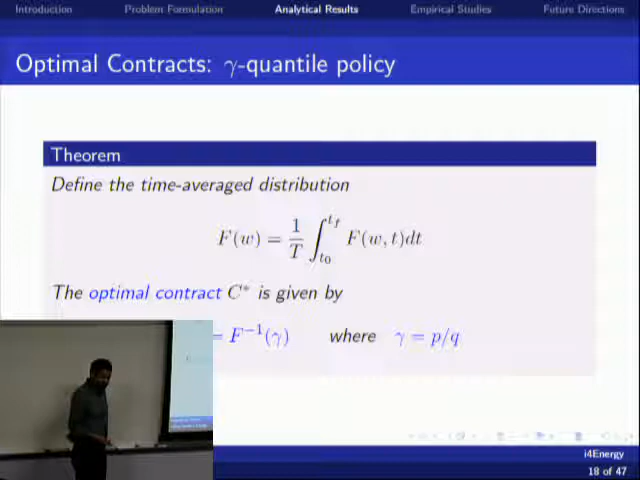 Introduction Problem Formulation Analytical Results Empirical Studies Future Directions
Optimal Contracts: γ-quantile policy
Theorem
Define the time-averaged distribution
F(w) = 1/T ∫_{t₀}^{t_f} F(w, t)dt
The optimal contract C* is given by
= F⁻¹(γ) where γ = p/q
i4Energy
18 of 47